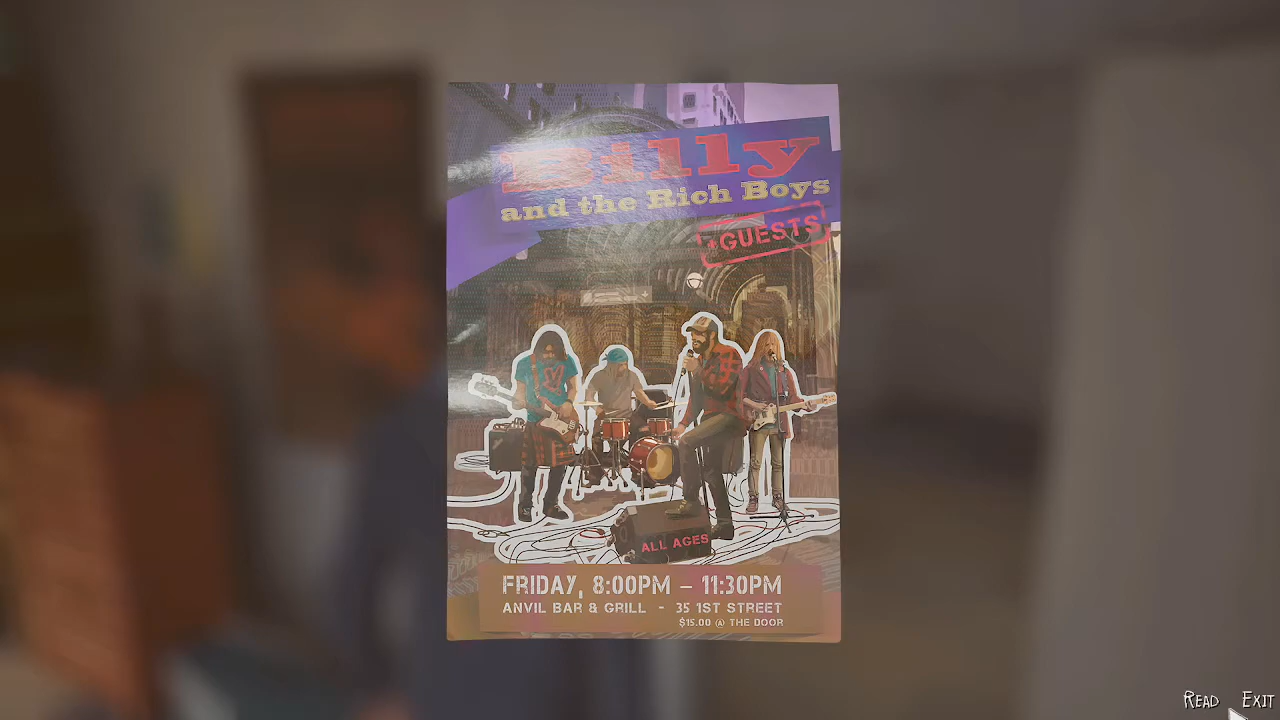 Billy
and the Rich Boys
+GUESTS
ALL AGES
FRIDAY, 8:00PM – 11:30PM
ANVIL BAR & GRILL - 35 1ST STREET
$15.00 @ THE DOOR
READ EXIT